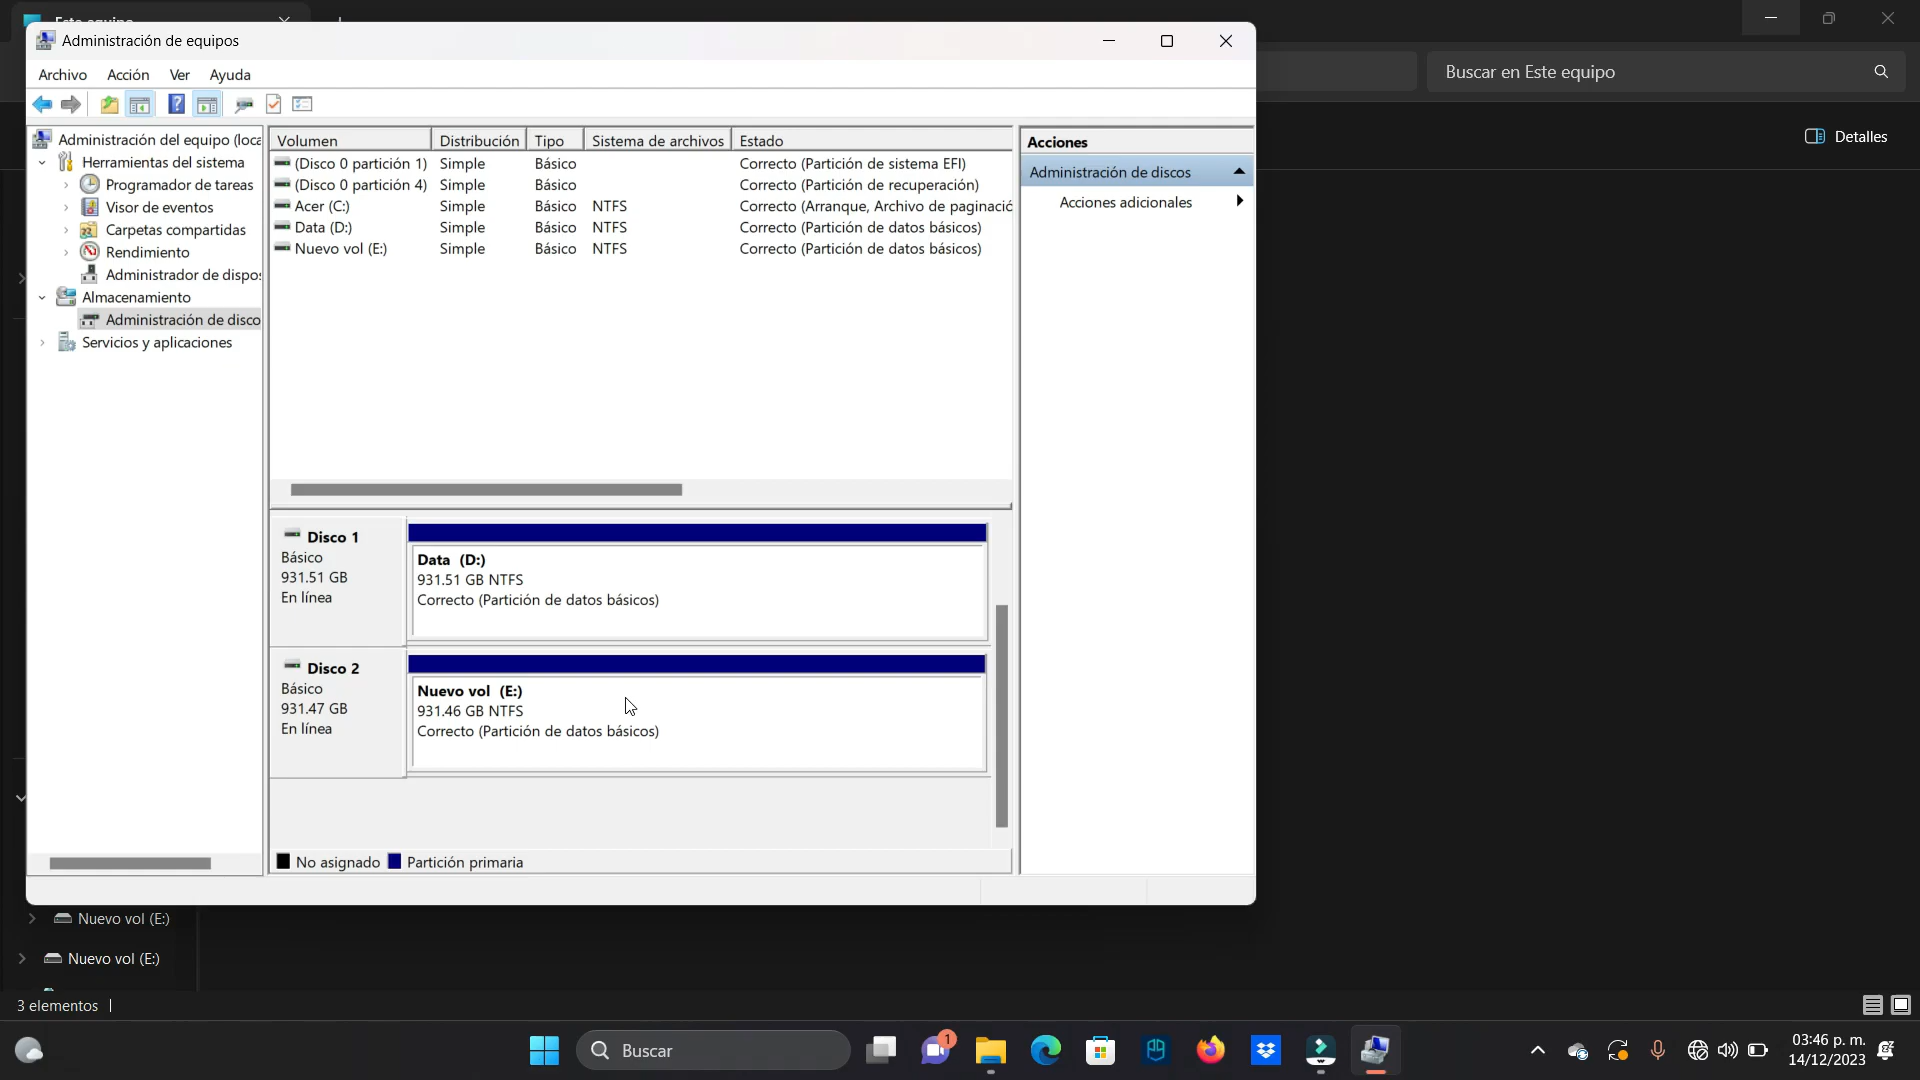 Este equipo
Administración de equipos
Archivo Acción Ver Ayuda
Buscar en Este equipo
Detalles
Administración del equipo (loca
Herramientas del sistema
Programador de tareas
Visor de eventos
Carpetas compartidas
Rendimiento
Administrador de dispos
Almacenamiento
Administración de disco
Servicios y aplicaciones
Volumen Distribución Tipo Sistema de archivos Estado
(Disco 0 partición 1) Simple Básico Correcto (Partición de sistema EFI)
(Disco 0 partición 4) Simple Básico Correcto (Partición de recuperación)
Acer (C:) Simple Básico NTFS Correcto (Arranque, Archivo de paginació
Data (D:) Simple Básico NTFS Correcto (Partición de datos básicos)
Nuevo vol (E:) Simple Básico NTFS Correcto (Partición de datos básicos)
Acciones
Administración de discos
Acciones adicionales
Disco 1
Básico
931.51 GB
En línea
Data (D:)
931.51 GB NTFS
Correcto (Partición de datos básicos)
Disco 2
Básico
931.47 GB
En línea
Nuevo vol (E:)
931.46 GB NTFS
Correcto (Partición de datos básicos)
No asignado Partición primaria
Nuevo vol (E:)
Nuevo vol (E:)
3 elementos
Buscar
1
03:46 p. m.
14/12/2023